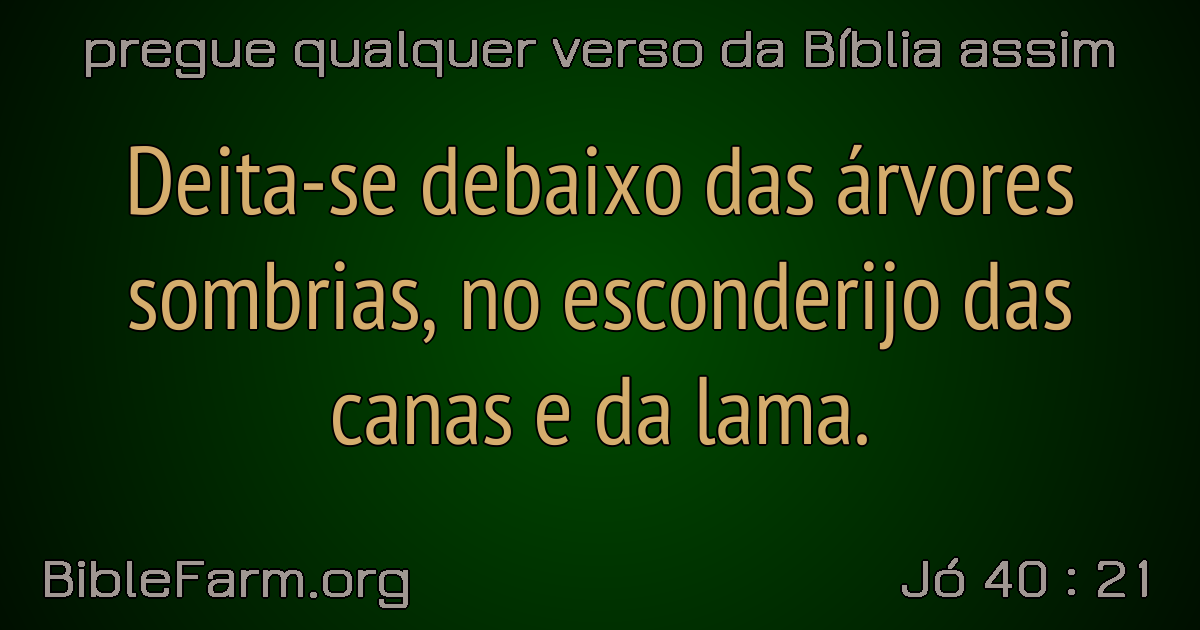 pregue qualquer verso da Bíblia assim
Deita-se debaixo das árvores
sombrias, no esconderijo das
canas e da lama.
BibleFarm.org
Jó 40 : 21